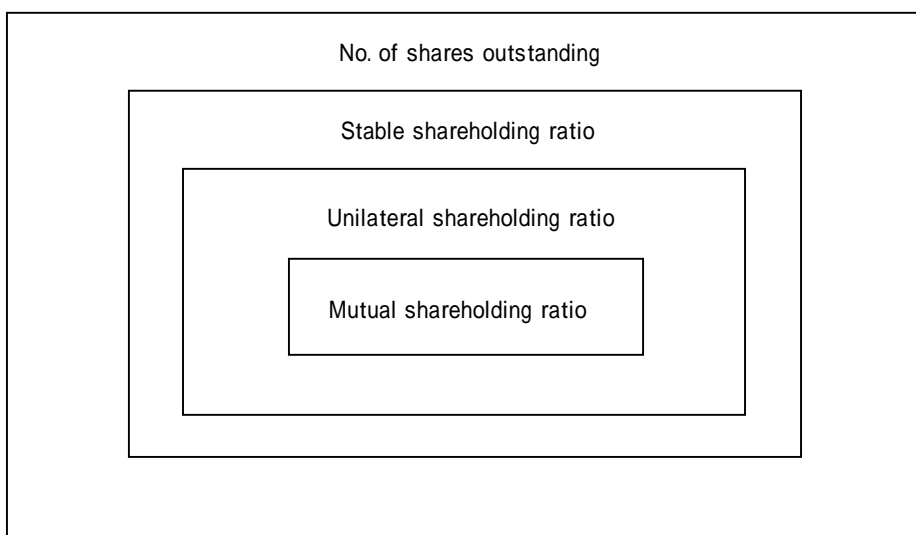 No. of shares outstanding
Stable shareholding ratio
Unilateral shareholding ratio
Mutual shareholding ratio